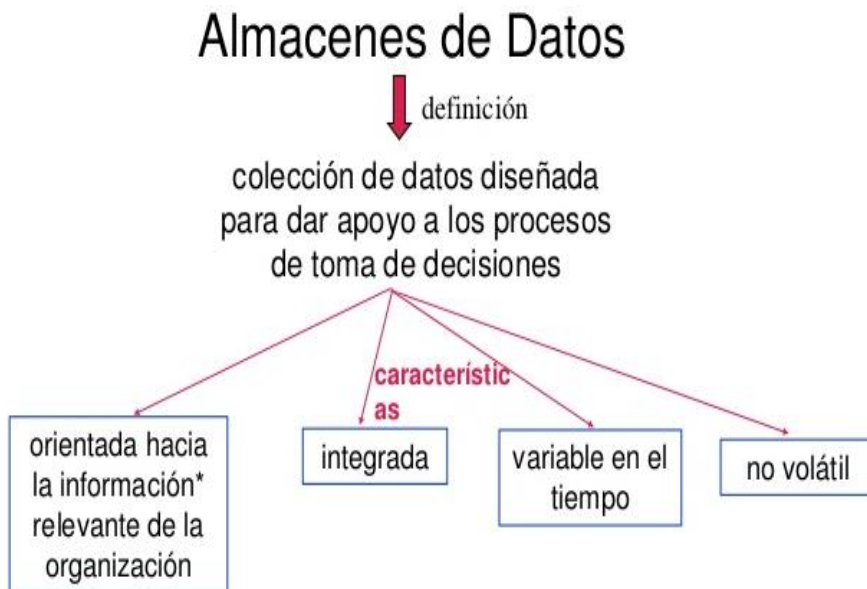 Almacenes de Datos
definición
colección de datos diseñada
para dar apoyo a los procesos
de toma de decisiones
característic
as
orientada hacia
la información*
relevante de la
organización
integrada
variable en el
tiempo
no volátil